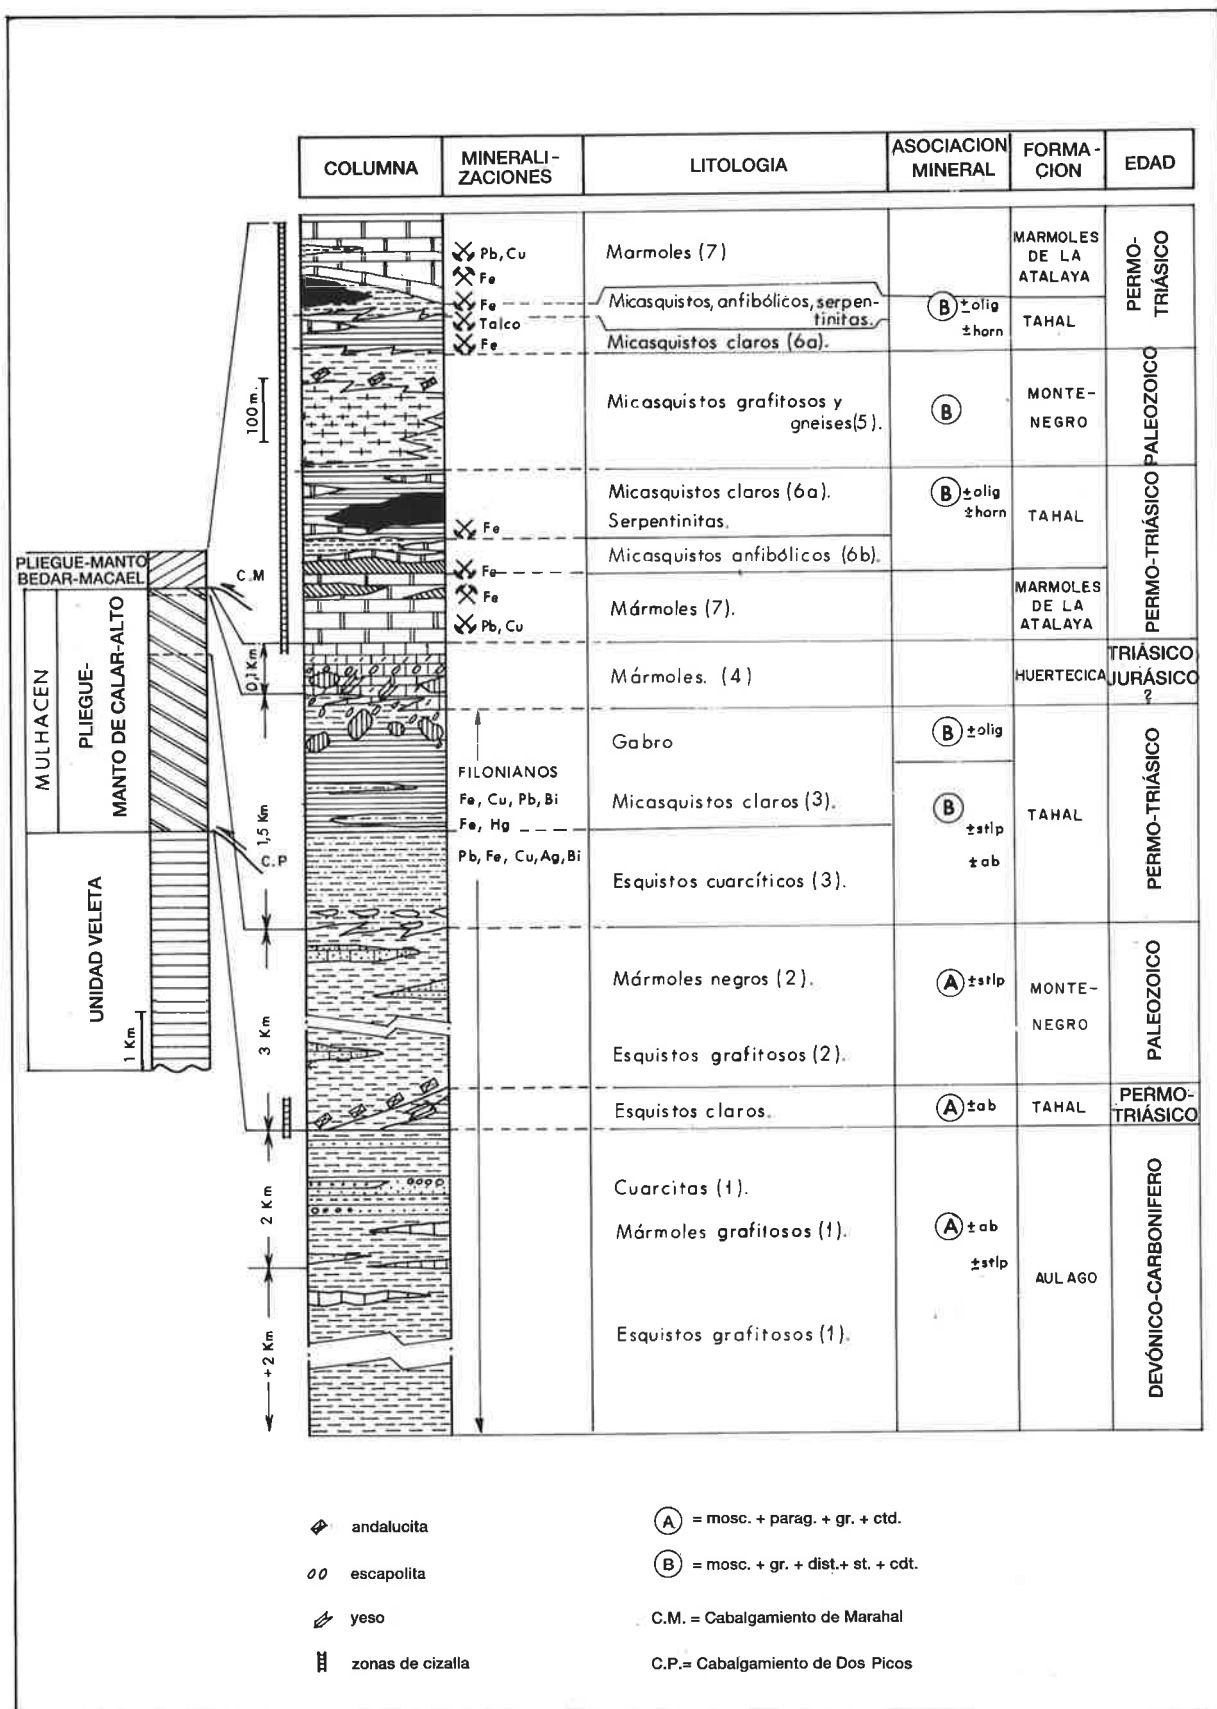 COLUMNA
MINERALI-
ZACIONES
LITOLOGIA
ASOCIACION
MINERAL
FORMA-
CION
EDAD
Pb, Cu
Fe
Fe
Talco
Fe
Marmoles (7)
Micasquistos, anfibólicos, serpen-
tinitas.
Micasquistos claros (6a).
B ±olig
±horn
MARMOLES
DE LA
ATALAYA
TAHAL
PERMO-
TRIÁSICO
100 m.
Micasquistos grafitosos y
gneises (5).
B
MONTE-
NEGRO
PALEOZOICO
Micasquistos claros (6a).
Serpentinitas.
Fe
Micasquistos anfibólicos (6b).
Fe
Fe
Pb, Cu
Mármoles (7).
B ±olig
±horn
TAHAL
MARMOLES
DE LA
ATALAYA
PERMO-TRIÁSICO
PLIEGUE-MANTO
BEDAR-MACAEL
C.M
MULHACEN
PLIEGUE-
MANTO DE CALAR-ALTO
UNIDAD VELETA
1 Km
C.P
0,1 Km
Mármoles. (4)
HUERTECICA
TRIÁSICO
JURÁSICO
?
1,5 Km
FILONIANOS
Fe, Cu, Pb, Bi
Fe, Hg
Pb, Fe, Cu, Ag, Bi
Gabro
Micasquistos claros (3).
Esquistos cuarcíticos (3).
B ±olig
B
±stlp
±ab
TAHAL
PERMO-TRIÁSICO
3 Km
Mármoles negros (2).
Esquistos grafitosos (2).
A ±stlp
MONTE-
NEGRO
PALEOZOICO
Esquistos claros.
A ±ab
TAHAL
PERMO-
TRIÁSICO
2 Km
+2 Km
Cuarcitas (1).
Mármoles grafitosos (1).
Esquistos grafitosos (1).
A ±ab
±stlp
AULAGO
DEVÓNICO-CARBONIFERO
andalucita
escapolita
yeso
zonas de cizalla
A = mosc. + parag. + gr. + ctd.
B = mosc. + gr. + dist.+ st. + cdt.
C.M. = Cabalgamiento de Marahal
C.P.= Cabalgamiento de Dos Picos